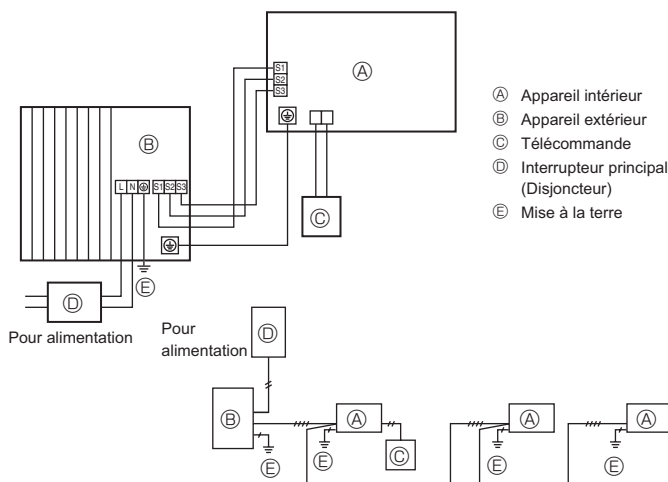 S1
S2
S3
Ⓐ
Ⓐ Appareil intérieur
Ⓑ Appareil extérieur
Ⓒ Télécommande
Ⓓ Interrupteur principal
(Disjoncteur)
Ⓔ Mise à la terre
Ⓑ
L N S1 S2 S3
Ⓒ
Ⓔ
Ⓓ
Pour alimentation
Pour
alimentation
Ⓓ
Ⓑ
Ⓐ
Ⓐ
Ⓐ
Ⓔ
Ⓔ
Ⓒ
Ⓔ
Ⓔ